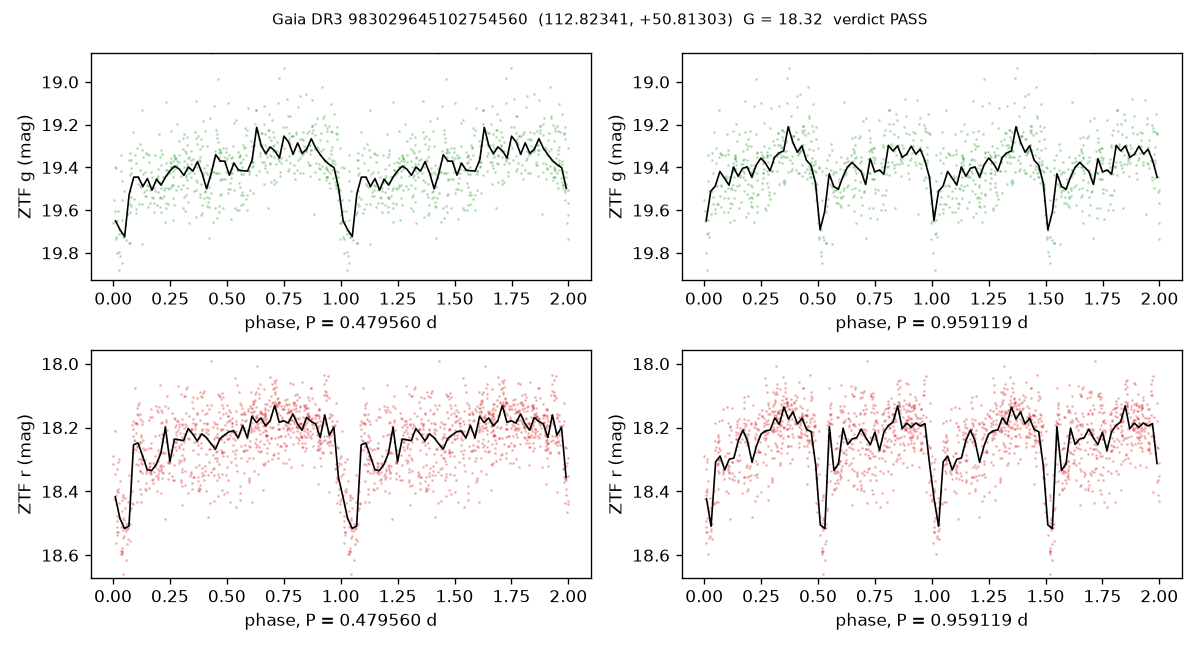 Gaia DR3 983029645102754560 (112.82341, +50.81303) G = 18.32 verdict PASS
ZTF g (mag)
19.0
19.2
19.4
19.6
19.8
0.00 0.25 0.50 0.75 1.00 1.25 1.50 1.75 2.00
phase, P = 0.479560 d
ZTF g (mag)
19.0
19.2
19.4
19.6
19.8
0.00 0.25 0.50 0.75 1.00 1.25 1.50 1.75 2.00
phase, P = 0.959119 d
ZTF r (mag)
18.0
18.2
18.4
18.6
0.00 0.25 0.50 0.75 1.00 1.25 1.50 1.75 2.00
phase, P = 0.479560 d
ZTF r (mag)
18.0
18.2
18.4
18.6
0.00 0.25 0.50 0.75 1.00 1.25 1.50 1.75 2.00
phase, P = 0.959119 d